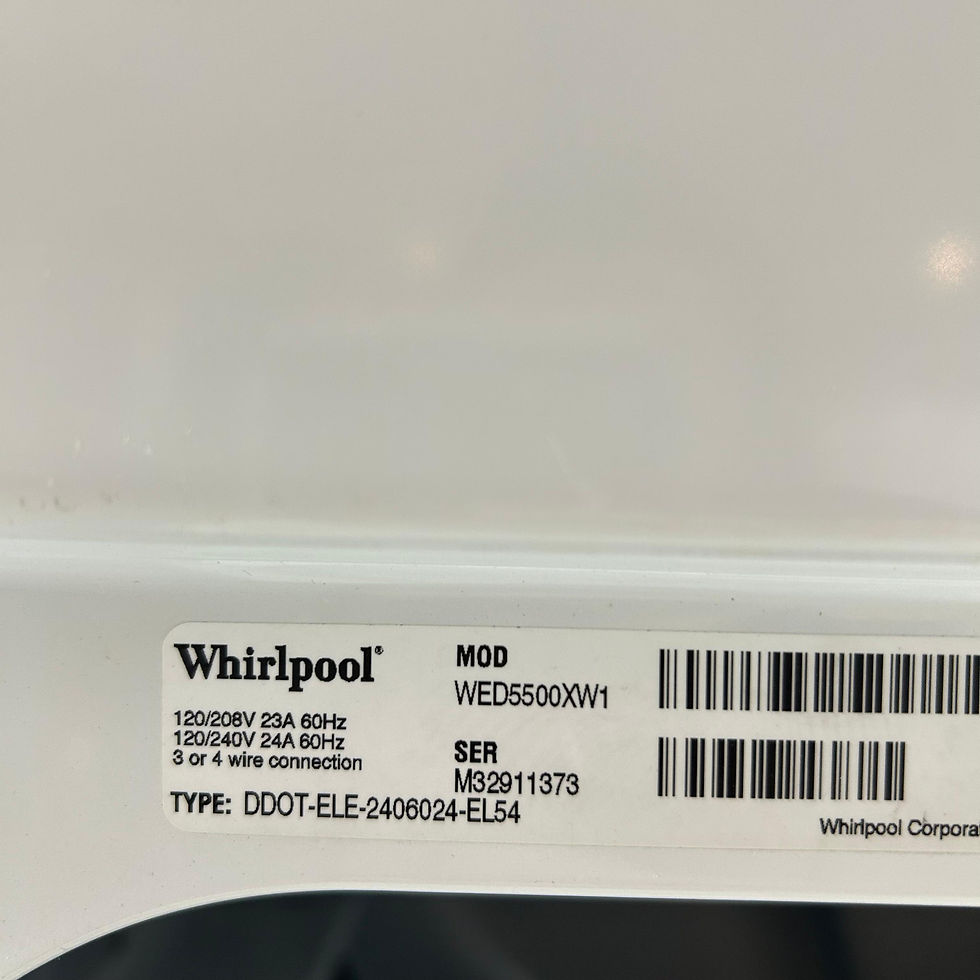 Whirlpool®
120/208V 23A 60Hz
120/240V 24A 60Hz
3 or 4 wire connection
TYPE: DDOT-ELE-2406024-EL54
MOD
WED5500XW1
SER
M32911373
Whirlpool